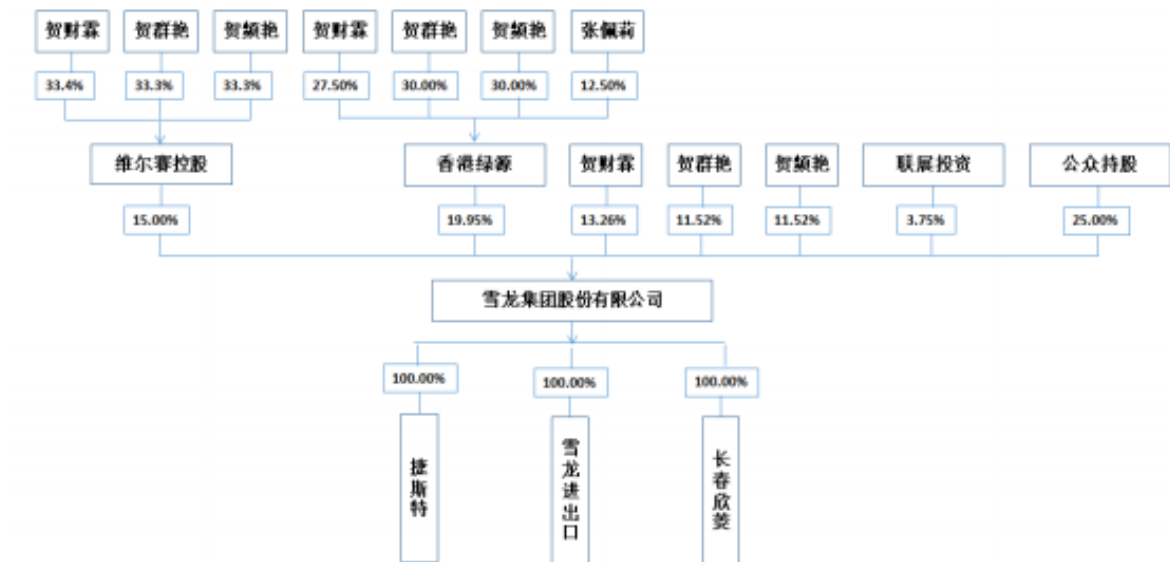 贺财霖 贺群艳 贺频艳 贺财霖 贺群艳 贺频艳 张佩莉
33.4% 33.3% 33.3% 27.50% 30.00% 30.00% 12.50%
维尔赛控股 香港绿源 贺财霖 贺群艳 贺频艳 联展投资 公众持股
15.00% 19.95% 13.26% 11.52% 11.52% 3.75% 25.00%
雪龙集团股份有限公司
100.00% 100.00% 100.00%
捷斯特
雪龙进出口
长春欣菱